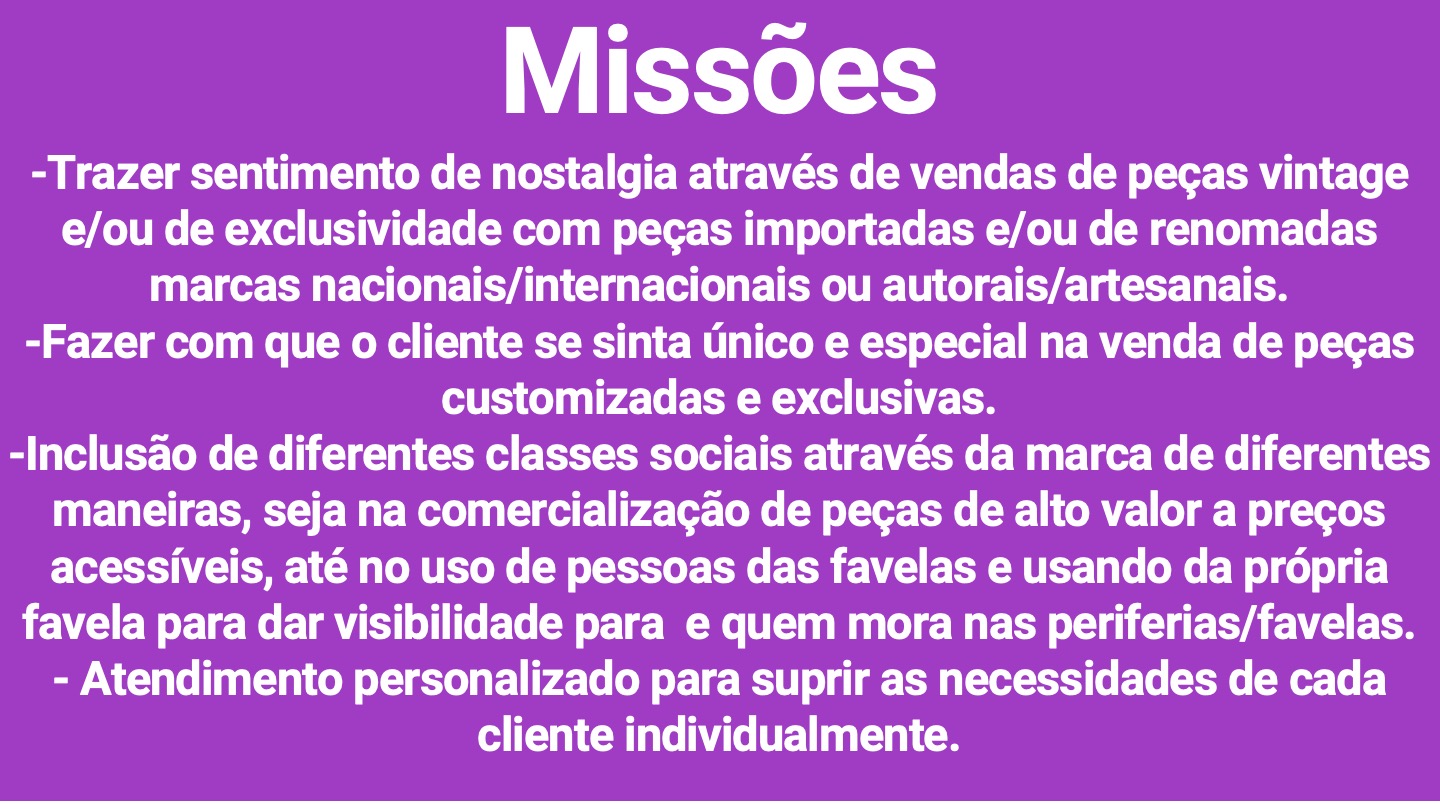 Missões
-Trazer sentimento de nostalgia através de vendas de peças vintage
e/ou de exclusividade com peças importadas e/ou de renomadas
marcas nacionais/internacionais ou autorais/artesanais.
-Fazer com que o cliente se sinta único e especial na venda de peças
customizadas e exclusivas.
-Inclusão de diferentes classes sociais através da marca de diferentes
maneiras, seja na comercialização de peças de alto valor a preços
acessíveis, até no uso de pessoas das favelas e usando da própria
favela para dar visibilidade para  e quem mora nas periferias/favelas.
- Atendimento personalizado para suprir as necessidades de cada
cliente individualmente.